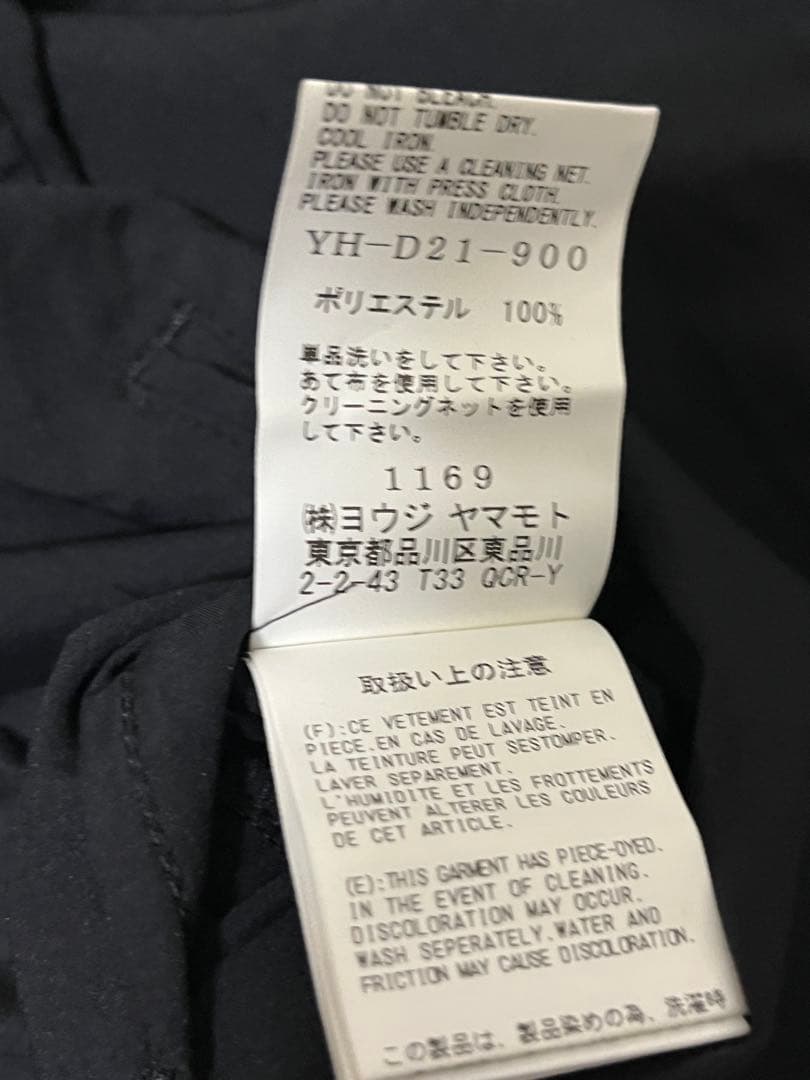 DO NOT BLEACH.
DO NOT TUMBLE DRY.
COOL IRON.
PLEASE USE A CLEANING NET.
IRON WITH PRESS CLOTH.
PLEASE WASH INDEPENDENTLY.
YH-D21-900
ポリエステル 100%
単品洗いをして下さい。
あて布を使用して下さい。
クリーニングネットを使用
して下さい。
1169
㈱ヨウジ ヤマモト
東京都品川区東品川
2-2-43 T33 QCR-Y
取扱い上の注意
(F):CE VETEMENT EST TEINT EN
PIECE.EN CAS DE LAVAGE.
LA TEINTURE PEUT SESTOMPER.
LAVER SEPAREMENT.
L'HUMIDITE ET LES FROTTEMENTS
PEUVENT ALTERER LES COULEURS
DE CET ARTICLE.
(E):THIS GARMENT HAS PIECE-DYED.
IN THE EVENT OF CLEANING.
DISCOLORATION MAY OCCUR.
WASH SEPERATELY.WATER AND
FRICTION MAY CAUSE DISCOLORATION.
この製品は、製品染めの為、洗濯時